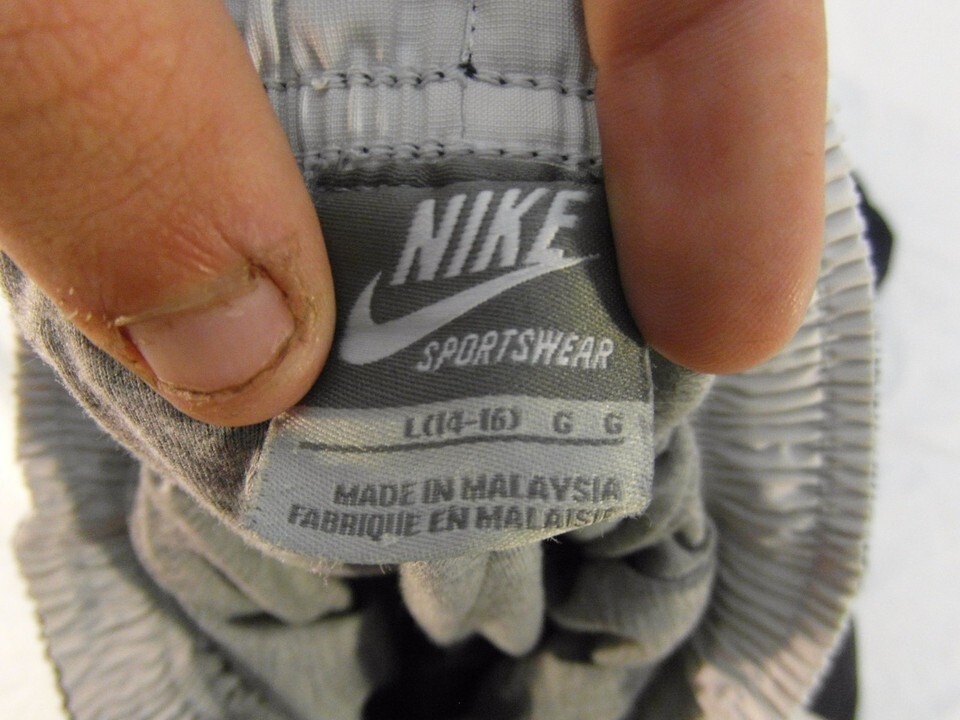 NIKE
SPORTSWEAR
L(14-16) G G
MADE IN MALAYSIA
FABRIQUE EN MALAISIE